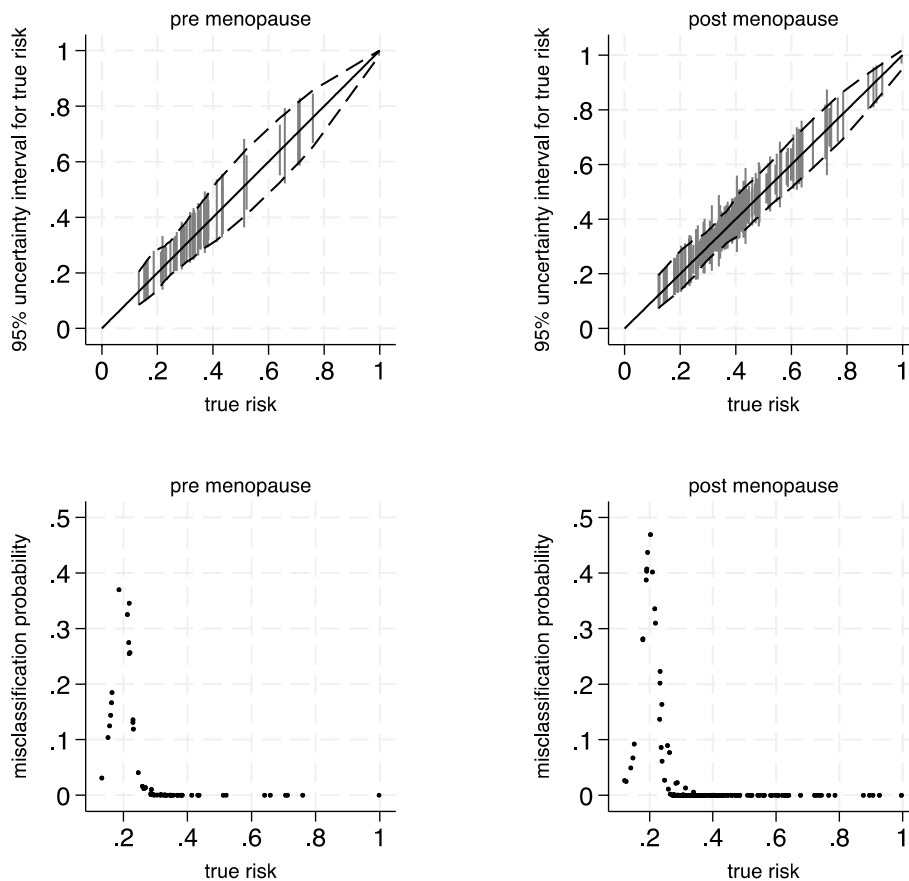 pre menopause
95% uncertainty interval for true risk
1
.8
.6
.4
.2
0
0 .2 .4 .6 .8 1
true risk
post menopause
95% uncertainty interval for true risk
1
.8
.6
.4
.2
0
0 .2 .4 .6 .8 1
true risk
pre menopause
misclassification probability
.5
.4
.3
.2
.1
0
.2 .4 .6 .8 1
true risk
post menopause
misclassification probability
.5
.4
.3
.2
.1
0
.2 .4 .6 .8 1
true risk